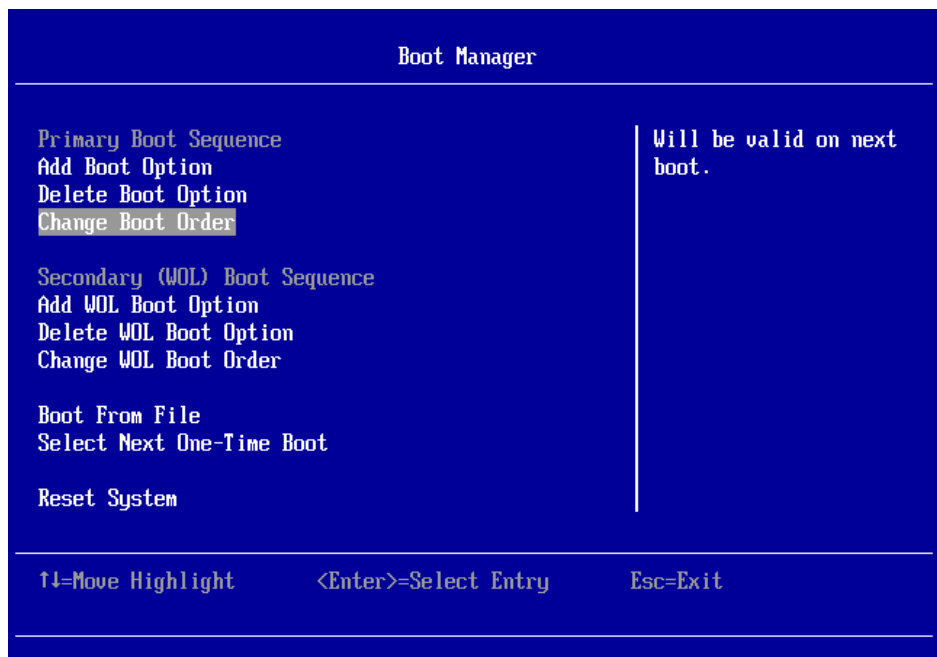 Boot Manager
Primary Boot Sequence
Add Boot Option
Delete Boot Option
Change Boot Order
Secondary (WOL) Boot Sequence
Add WOL Boot Option
Delete WOL Boot Option
Change WOL Boot Order
Boot From File
Select Next One-Time Boot
Reset System
Will be valid on next
boot.
↑↓=Move Highlight <Enter>=Select Entry Esc=Exit